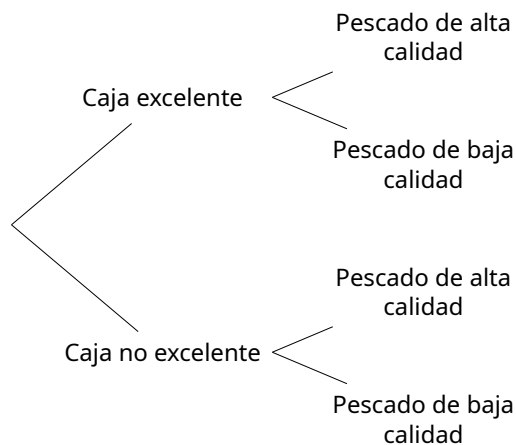 Pescado de alta
calidad
Caja excelente
Pescado de baja
calidad
Pescado de alta
calidad
Caja no excelente
Pescado de baja
calidad